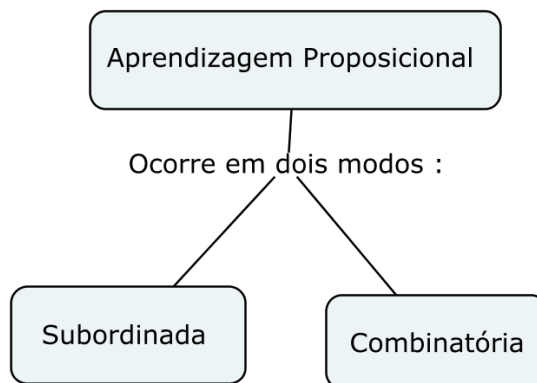 Aprendizagem Proposicional
Ocorre em dois modos :
Subordinada
Combinatória